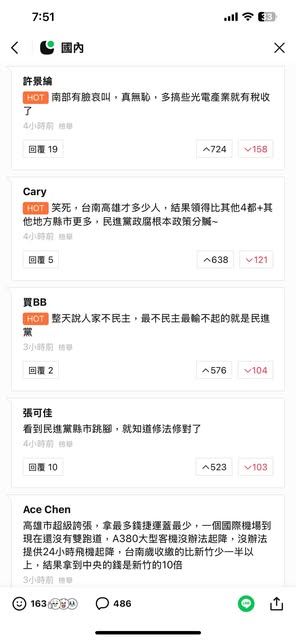 7:51
33
國內
許景綸
HOT 南部有臉哀叫，真無恥，多搞些光電產業就有稅收
了
4小時前 檢舉
回覆 19
724
158
Cary
HOT 笑死，台南高雄才多少人，結果領得比其他4都+其
他地方縣市更多，民進黨政腐根本政策分贓~
4小時前 檢舉
回覆 5
638
121
買BB
HOT 整天說人家不民主，最不民主最輸不起的就是民進
黨
3小時前 檢舉
回覆 2
576
104
張可佳
看到民進黨縣市跳腳，就知道修法修對了
4小時前 檢舉
回覆 10
523
103
Ace Chen
高雄市超級誇張，拿最多錢捷運蓋最少，一個國際機場到
現在還沒有雙跑道，A380大型客機沒辦法起降，沒辦法
提供24小時飛機起降，台南歲收繳的比新竹少一半以
上，結果拿到中央的錢是新竹的10倍
3小時前 檢舉
163
486
LINE